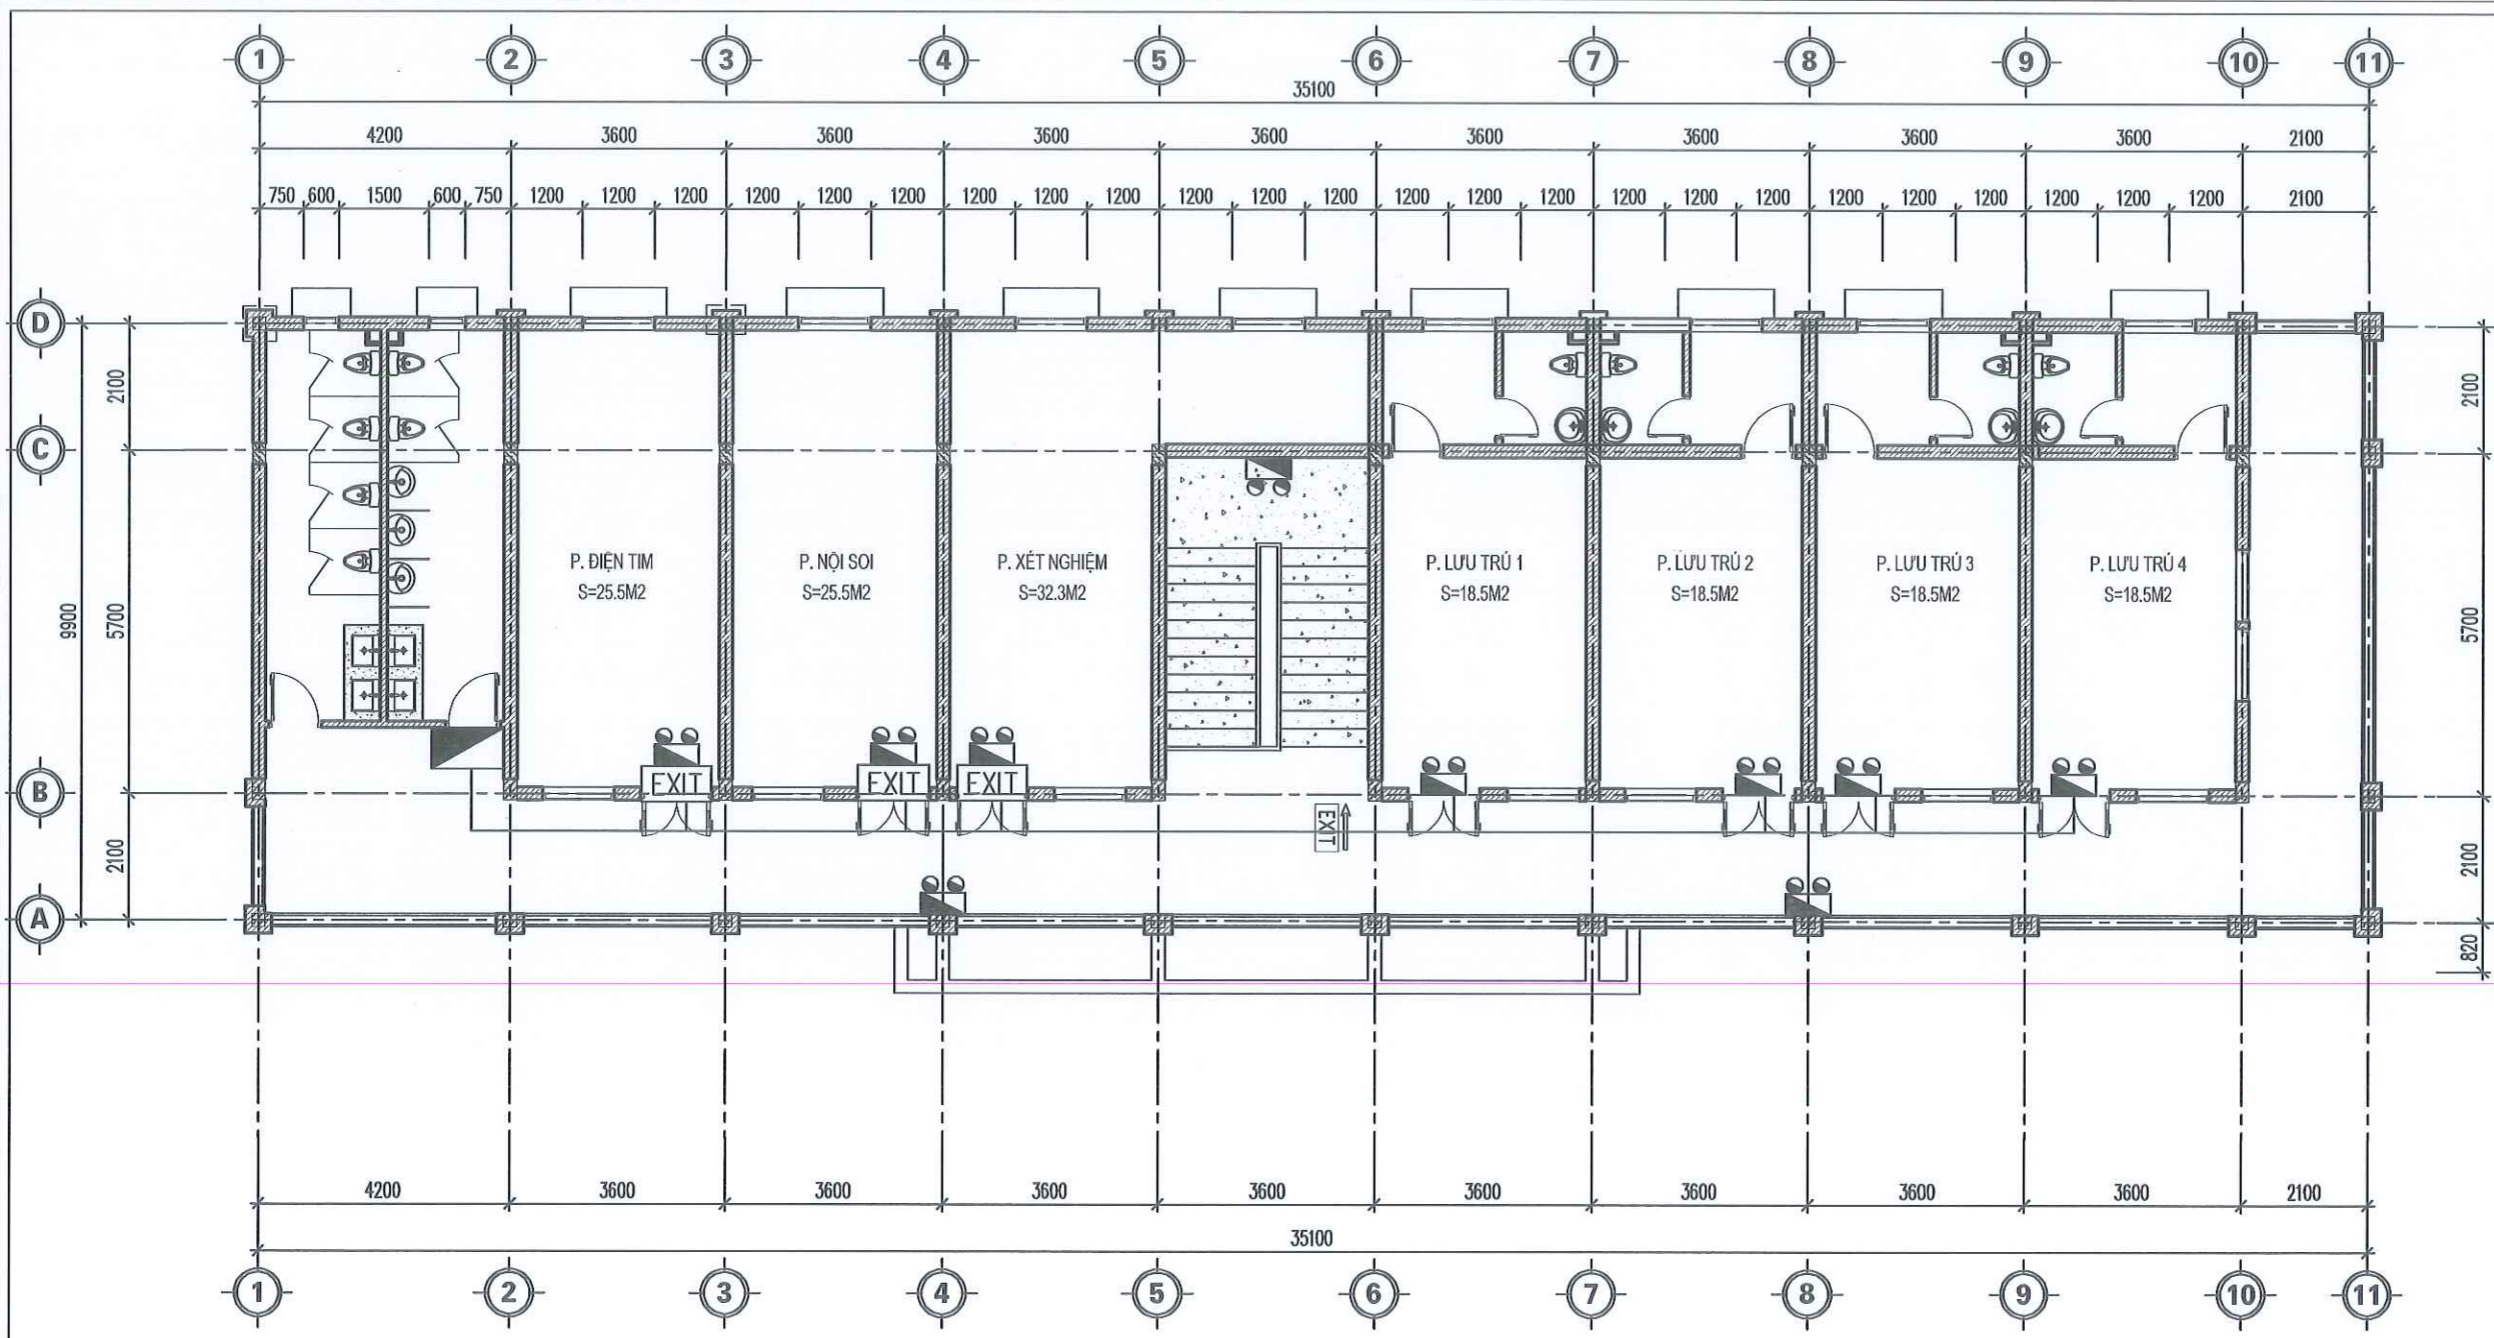 1 2 3 4 5 6 7 8 9 10 11
35100
4200 3600 3600 3600 3600 3600 3600 3600 3600 2100
750 600 1500 600 750 1200 1200 1200 1200 1200 1200 1200 1200 1200 1200 1200 1200 1200 1200 1200 1200 1200 1200 1200 1200 1200 1200 1200 1200 2100
D
2100 2100
C
P. ĐIỆN TIM
S=25.5M2
P. NỘI SOI
S=25.5M2
P. XÉT NGHIỆM
S=32.3M2
P. LƯU TRÚ 1
S=18.5M2
P. LƯU TRÚ 2
S=18.5M2
P. LƯU TRÚ 3
S=18.5M2
P. LƯU TRÚ 4
S=18.5M2
9900 5700 5700
EXIT EXIT EXIT
B
EXIT
2100 2100
A
820
4200 3600 3600 3600 3600 3600 3600 3600 3600 2100
35100
1 2 3 4 5 6 7 8 9 10 11